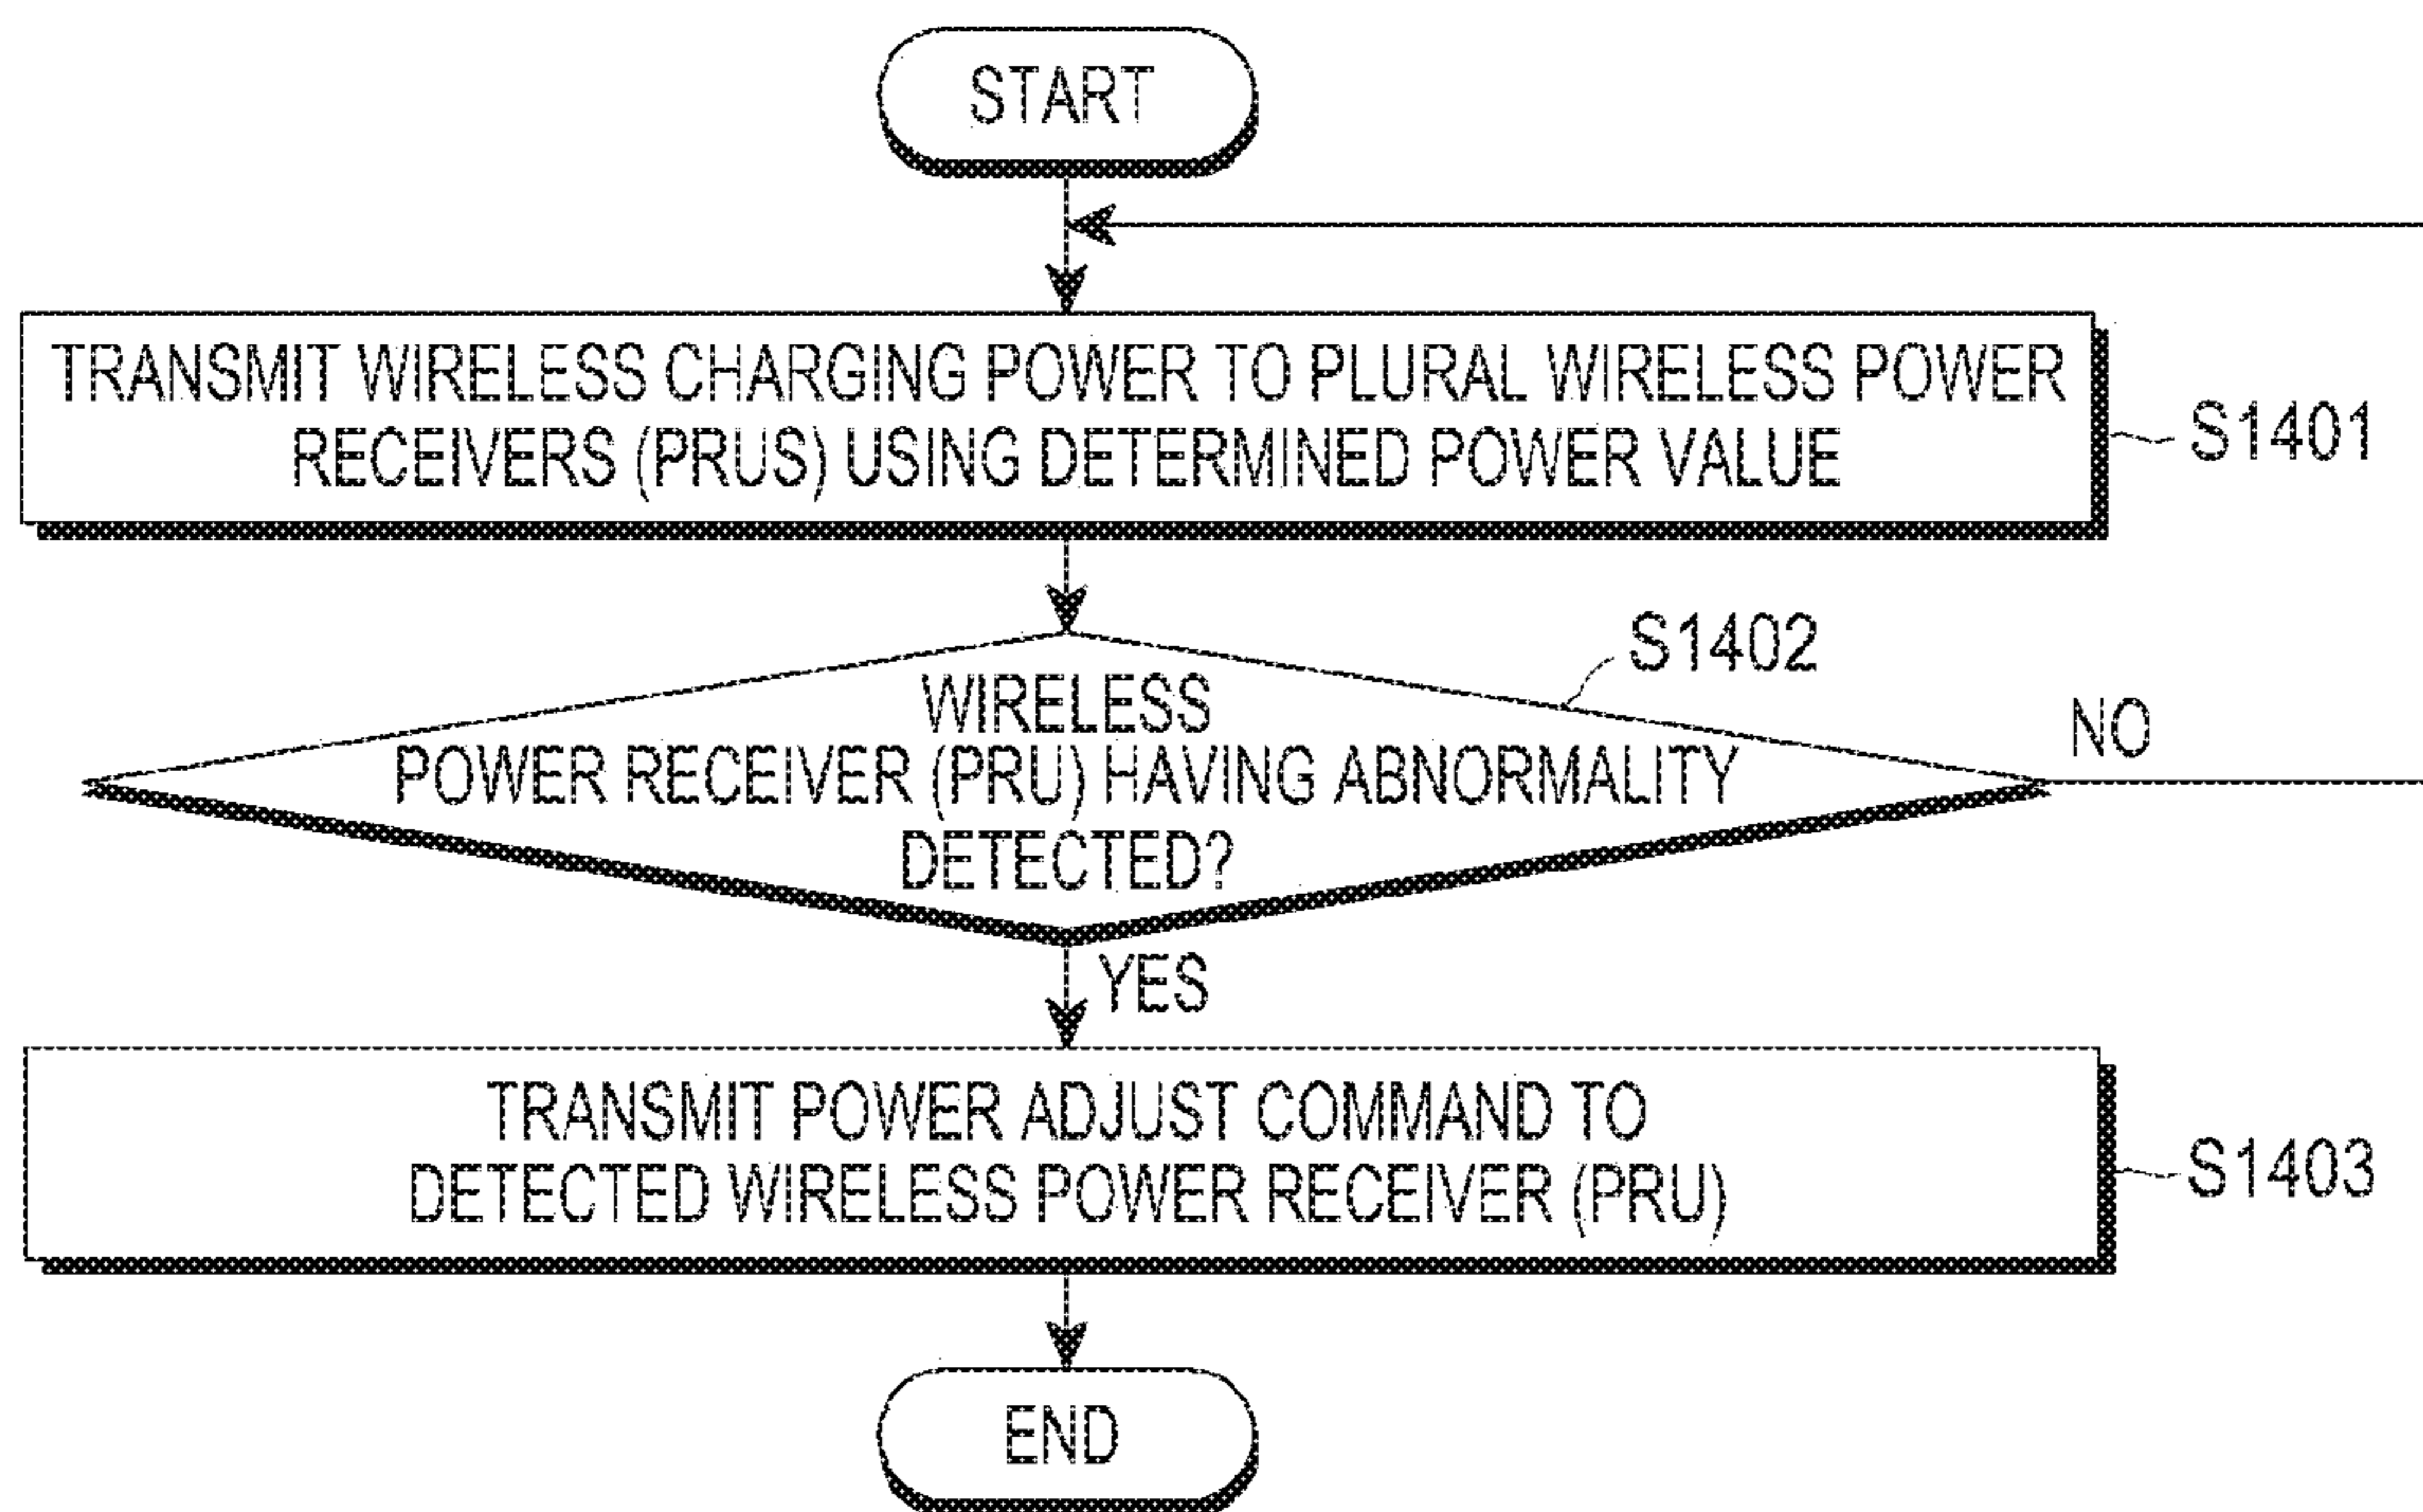 START
TRANSMIT WIRELESS CHARGING POWER TO PLURAL WIRELESS POWER
RECEIVERS (PRUS) USING DETERMINED POWER VALUE
S1401
S1402
WIRELESS
POWER RECEIVER (PRU) HAVING ABNORMALITY
DETECTED?
NO
YES
TRANSMIT POWER ADJUST COMMAND TO
DETECTED WIRELESS POWER RECEIVER (PRU)
S1403
END